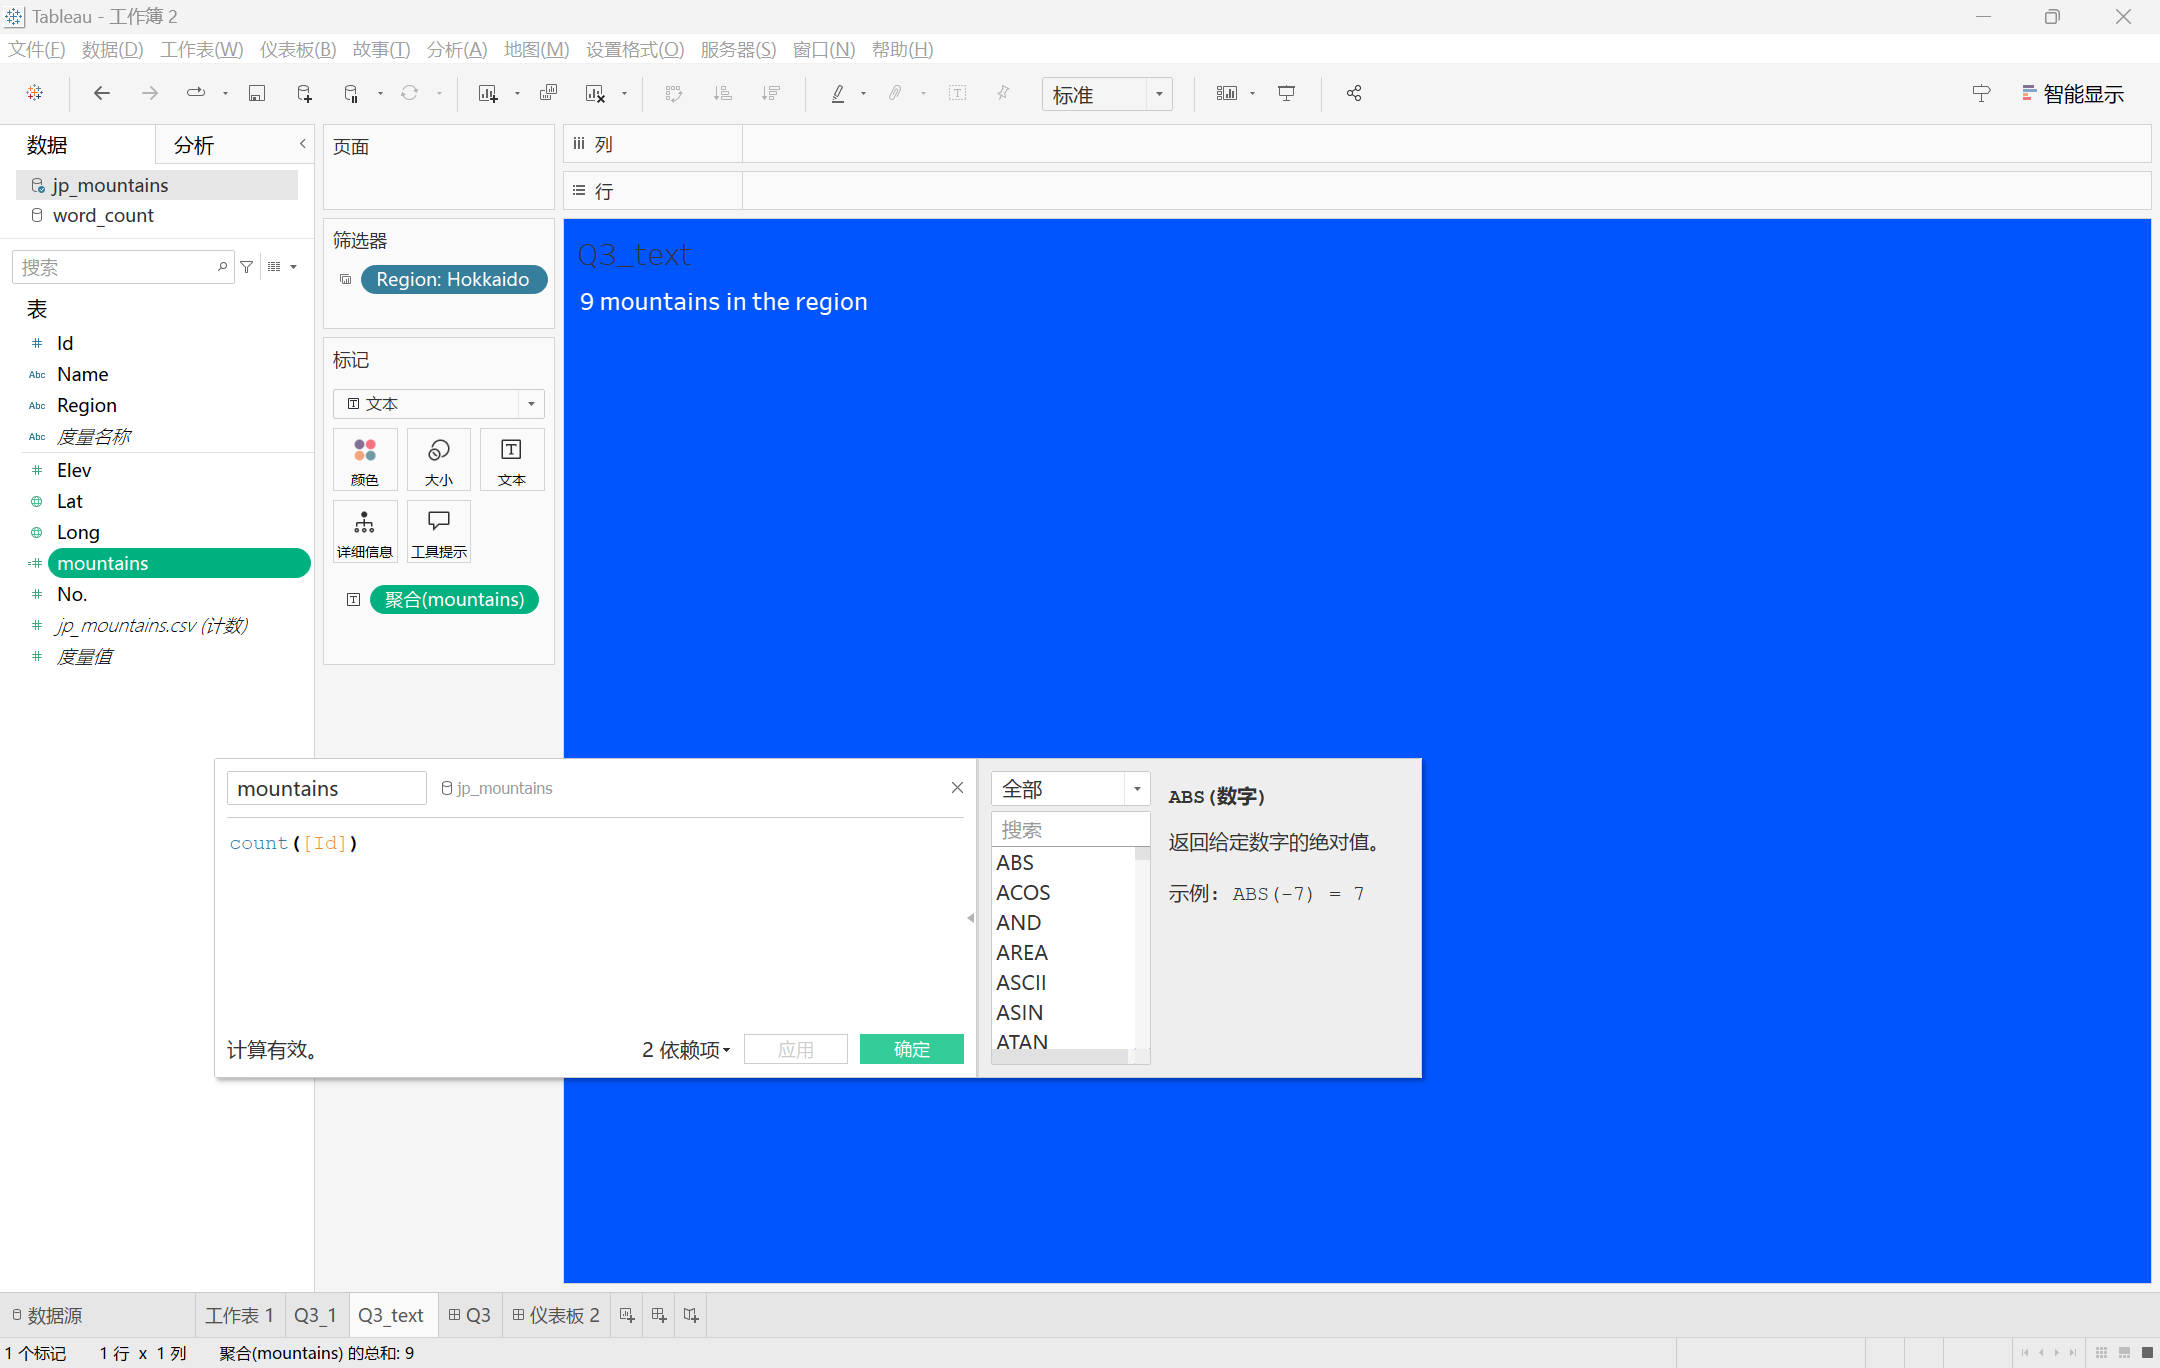 Tableau - 工作簿 2
文件(F) 数据(D) 工作表(W) 仪表板(B) 故事(T) 分析(A) 地图(M) 设置格式(O) 服务器(S) 窗口(N) 帮助(H)
标准
智能显示
数据
分析
jp_mountains
word_count
搜索
表
Id
Abc Name
Abc Region
Abc 度量名称
Elev
Lat
Long
mountains
No.
jp_mountains.csv (计数)
度量值
页面
筛选器
Region: Hokkaido
标记
文本
颜色
大小
文本
详细信息
工具提示
聚合(mountains)
列
行
Q3_text
9 mountains in the region
mountains
jp_mountains
count([Id])
计算有效。
2 依赖项
应用
确定
全部
搜索
ABS
ACOS
AND
AREA
ASCII
ASIN
ATAN
ABS(数字)
返回给定数字的绝对值。
示例: ABS(-7) = 7
数据源
工作表 1
Q3_1
Q3_text
Q3
仪表板 2
1 个标记
1 行 x 1 列
聚合(mountains) 的总和: 9